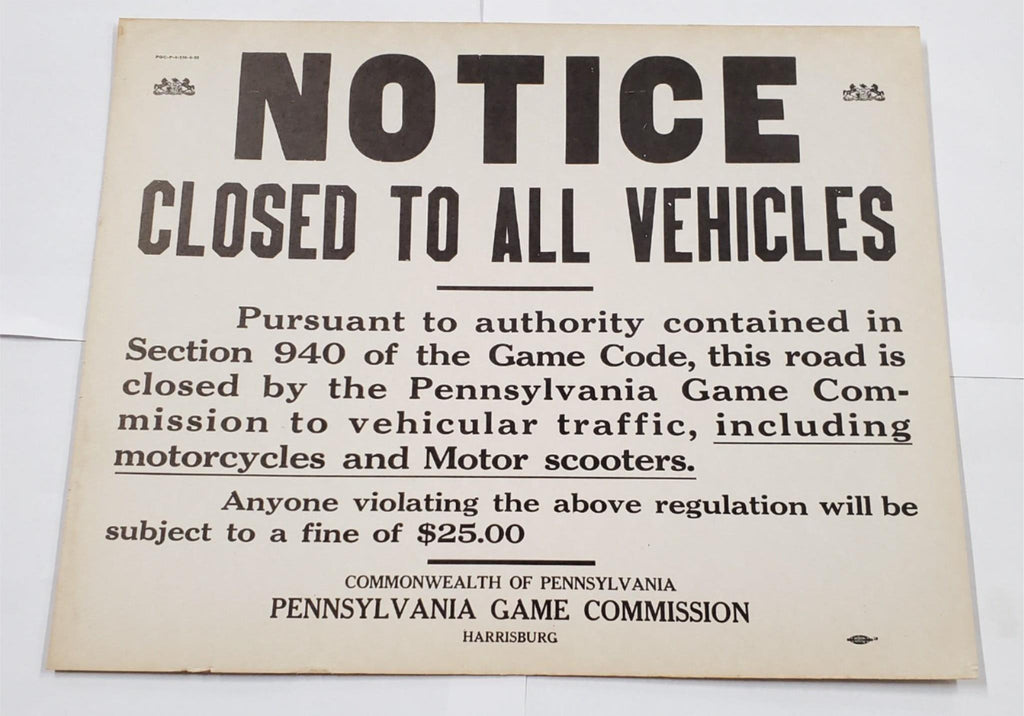 NOTICE
CLOSED TO ALL VEHICLES
Pursuant to authority contained in
Section 940 of the Game Code, this road is
closed by the Pennsylvania Game Com-
mission to vehicular traffic, including
motorcycles and Motor scooters.
Anyone violating the above regulation will be
subject to a fine of $25.00
COMMONWEALTH OF PENNSYLVANIA
PENNSYLVANIA GAME COMMISSION
HARRISBURG